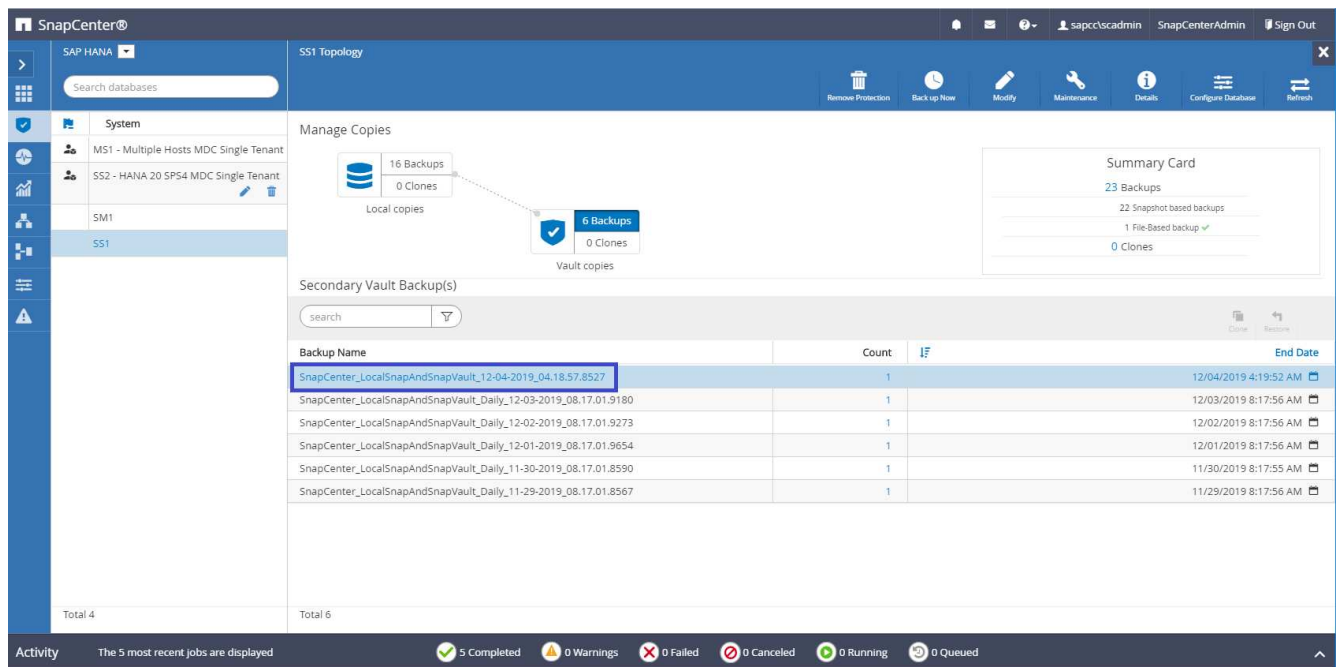 SnapCenter®
sapcc\scadmin SnapCenterAdmin Sign Out
SAP HANA
SS1 Topology
Search databases
Remove Protection Back up Now Modify Maintenance Details Configure Database Refresh
System
MS1 - Multiple Hosts MDC Single Tenant
SS2 - HANA 20 SPS4 MDC Single Tenant
SM1
SS1
Total 4
Manage Copies
16 Backups
0 Clones
Local copies
6 Backups
0 Clones
Vault copies
Summary Card
23 Backups
22 Snapshot based backups
1 File-Based backup
0 Clones
Secondary Vault Backup(s)
search
Clone Restore
Backup Name Count End Date
SnapCenter_LocalSnapAndSnapVault_12-04-2019_04.18.57.8527 1 12/04/2019 4:19:52 AM
SnapCenter_LocalSnapAndSnapVault_Daily_12-03-2019_08.17.01.9180 1 12/03/2019 8:17:56 AM
SnapCenter_LocalSnapAndSnapVault_Daily_12-02-2019_08.17.01.9273 1 12/02/2019 8:17:56 AM
SnapCenter_LocalSnapAndSnapVault_Daily_12-01-2019_08.17.01.9654 1 12/01/2019 8:17:56 AM
SnapCenter_LocalSnapAndSnapVault_Daily_11-30-2019_08.17.01.8590 1 11/30/2019 8:17:55 AM
SnapCenter_LocalSnapAndSnapVault_Daily_11-29-2019_08.17.01.8567 1 11/29/2019 8:17:56 AM
Total 6
Activity The 5 most recent jobs are displayed 5 Completed 0 Warnings 0 Failed 0 Canceled 0 Running 0 Queued